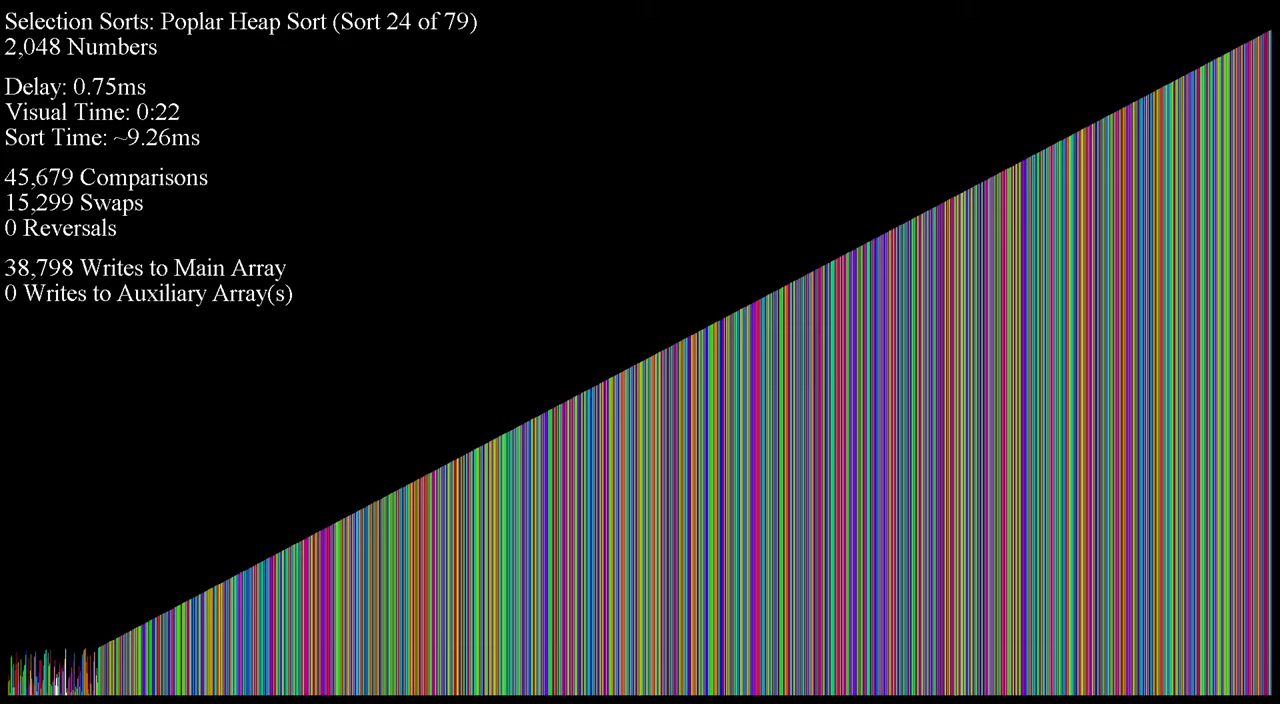 Selection Sorts: Poplar Heap Sort (Sort 24 of 79)
2,048 Numbers
Delay: 0.75ms
Visual Time: 0:22
Sort Time: ~9.26ms
45,679 Comparisons
15,299 Swaps
0 Reversals
38,798 Writes to Main Array
0 Writes to Auxiliary Array(s)